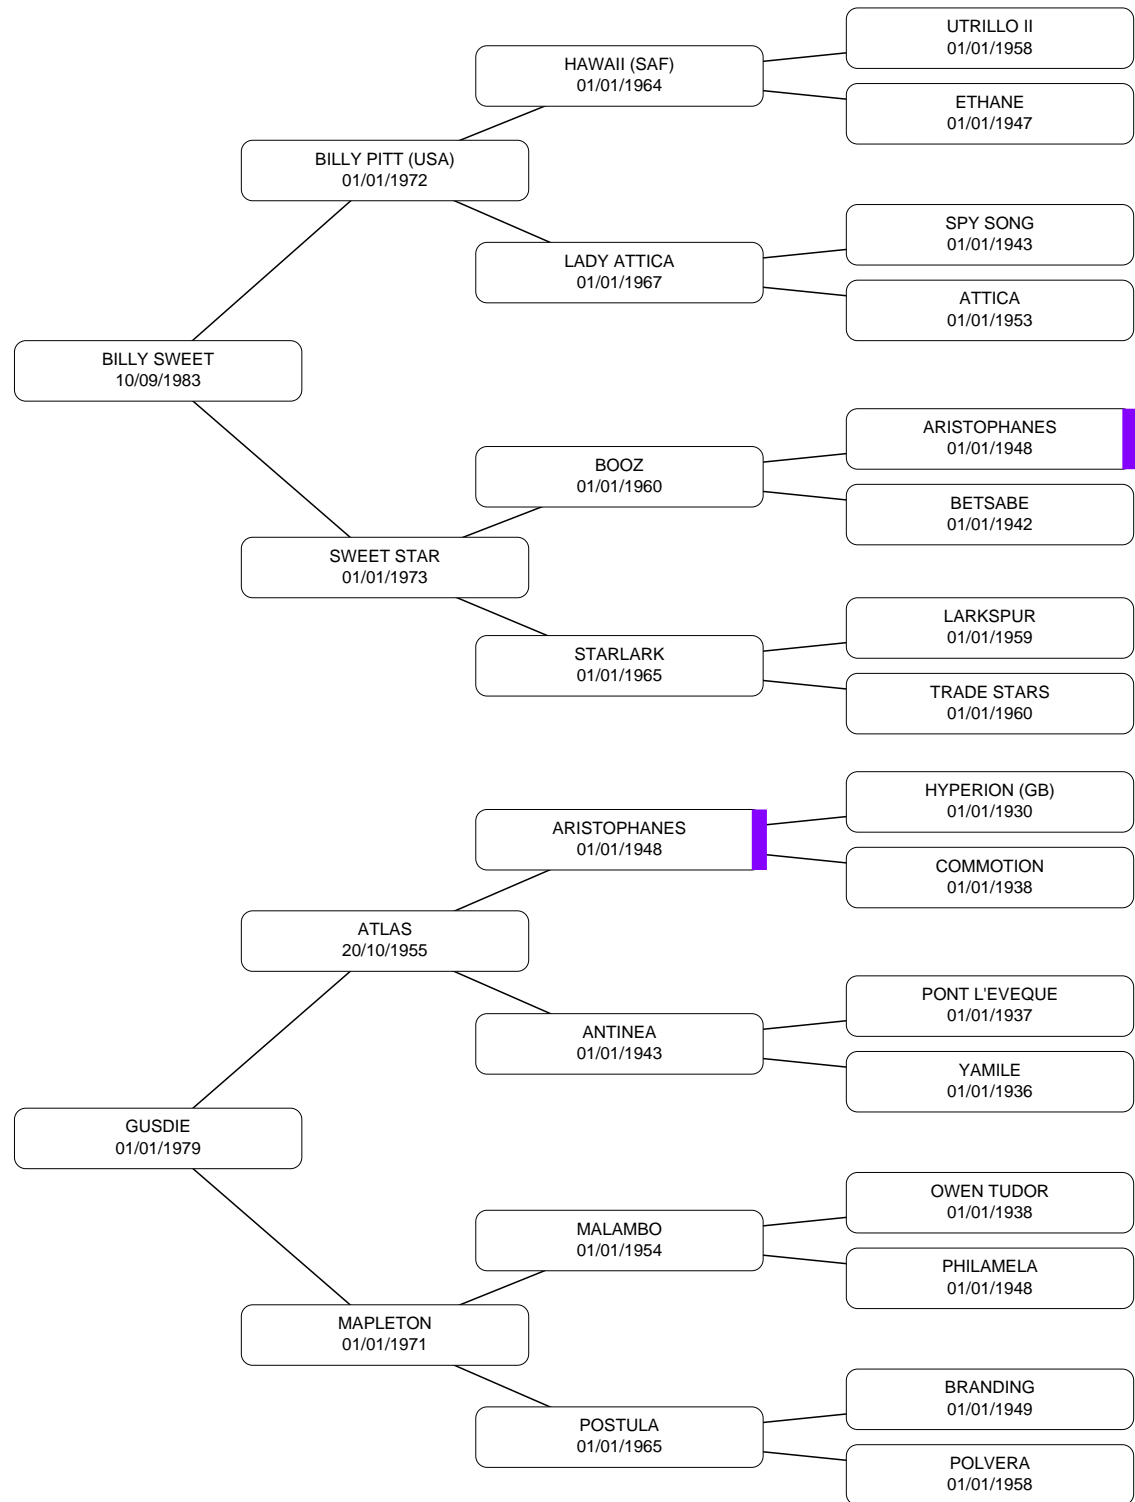 UTRILLO II
01/01/1958
HAWAII (SAF)
01/01/1964
ETHANE
01/01/1947
BILLY PITT (USA)
01/01/1972
SPY SONG
01/01/1943
LADY ATTICA
01/01/1967
ATTICA
01/01/1953
BILLY SWEET
10/09/1983
ARISTOPHANES
01/01/1948
BOOZ
01/01/1960
BETSABE
01/01/1942
SWEET STAR
01/01/1973
LARKSPUR
01/01/1959
STARLARK
01/01/1965
TRADE STARS
01/01/1960
HYPERION (GB)
01/01/1930
ARISTOPHANES
01/01/1948
COMMOTION
01/01/1938
ATLAS
20/10/1955
PONT L'EVEQUE
01/01/1937
ANTINEA
01/01/1943
YAMILE
01/01/1936
GUSDIE
01/01/1979
OWEN TUDOR
01/01/1938
MALAMBO
01/01/1954
PHILAMELA
01/01/1948
MAPLETON
01/01/1971
BRANDING
01/01/1949
POSTULA
01/01/1965
POLVERA
01/01/1958